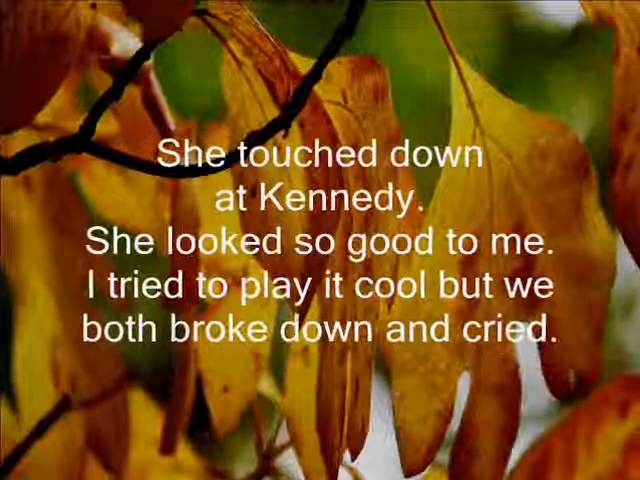 She touched down
at Kennedy.
She looked so good to me.
I tried to play it cool but we
both broke down and cried.